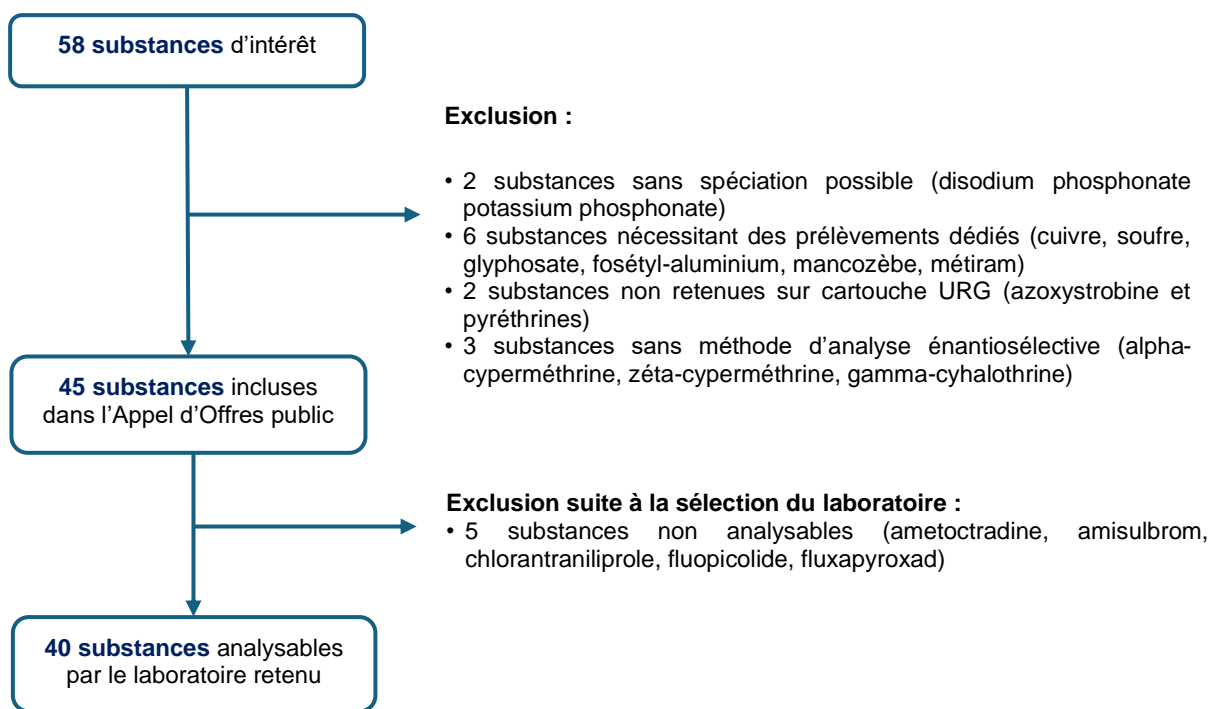 58 substances d’intérêt
Exclusion :
• 2 substances sans spéciation possible (disodium phosphonate
potassium phosphonate)
• 6 substances nécessitant des prélèvements dédiés (cuivre, soufre,
glyphosate, fosétyl-aluminium, mancozèbe, métiram)
• 2 substances non retenues sur cartouche URG (azoxystrobine et
pyréthrines)
• 3 substances sans méthode d’analyse énantiosélective (alpha-
cyperméthrine, zéta-cyperméthrine, gamma-cyhalothrine)
45 substances incluses
dans l’Appel d’Offres public
Exclusion suite à la sélection du laboratoire :
• 5 substances non analysables (ametoctradine, amisulbrom,
chlorantraniliprole, fluopicolide, fluxapyroxad)
40 substances analysables
par le laboratoire retenu